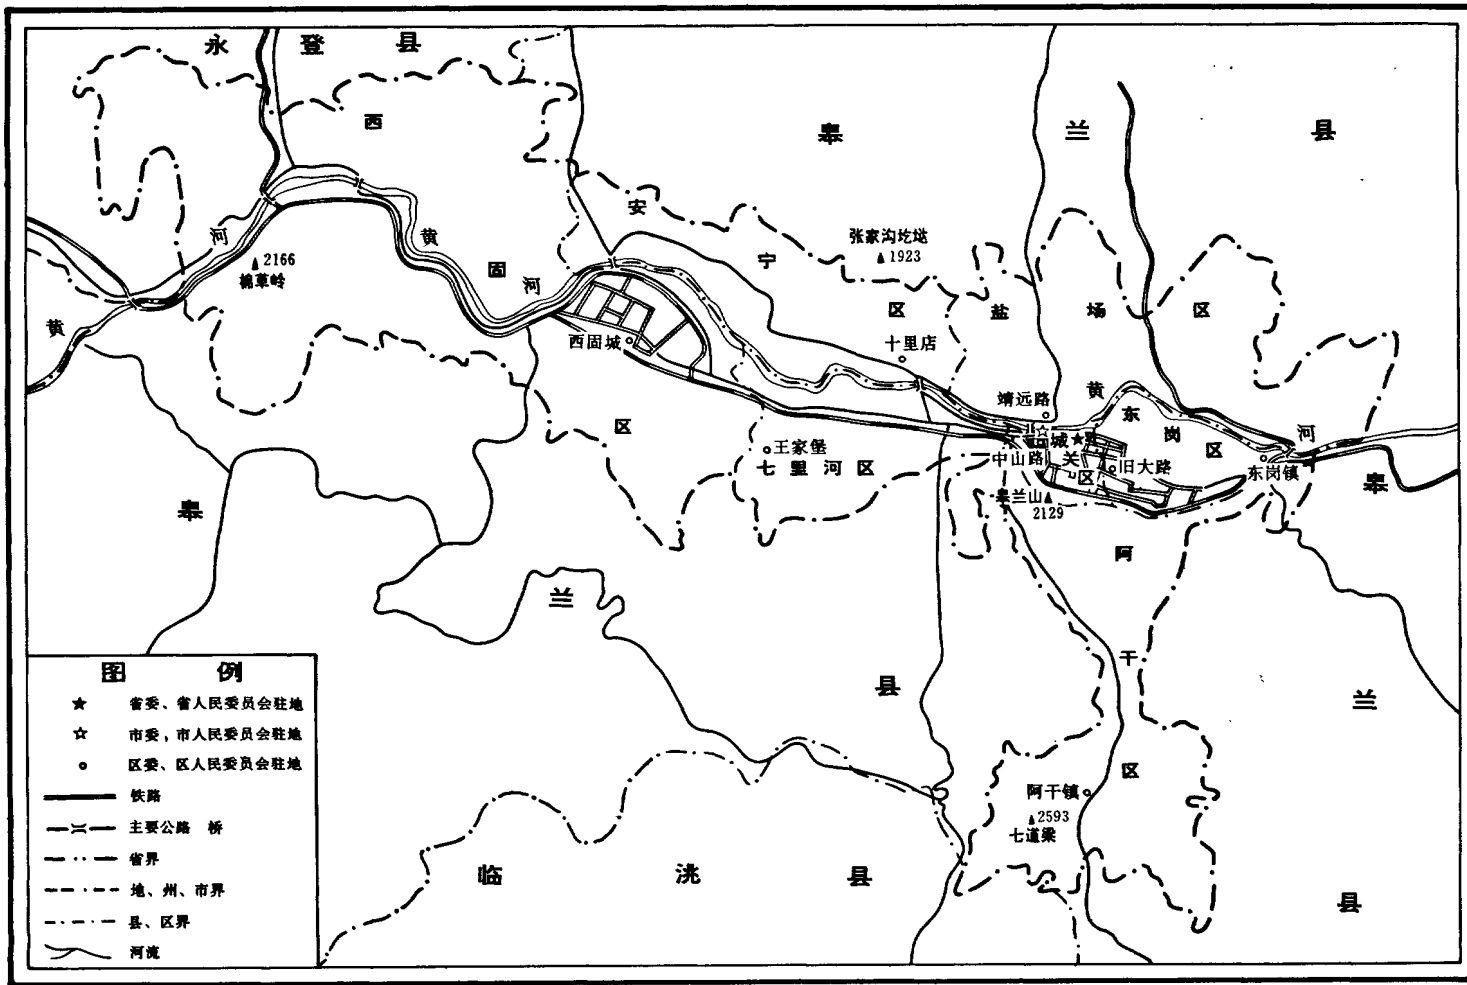 永登县
西
皋兰县
安
张家沟圪垯
1923
宁
河
黄
2166
棉草岭
固
河
区
盐
场
区
黄
西固城
十里店
靖远路
黄
东
岗
区
河
区
王家堡
七里河区
中山路
城
关
区
旧大路
东岗镇
皋
皋兰山
2129
皋
阿
兰
干
县
兰
区
阿干镇
2593
七道梁
临洮县
县
图例
省委、省人民委员会驻地
市委,市人民委员会驻地
区委、区人民委员会驻地
铁路
主要公路 桥
省界
地、州、市界
县、区界
河流